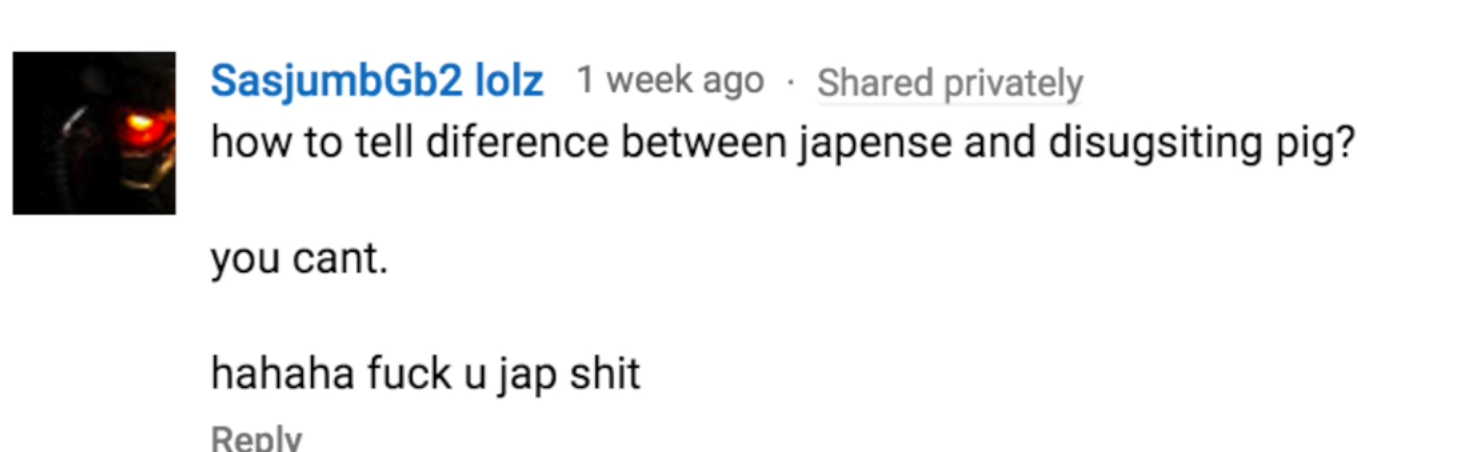 SasjumbGb2 lolz 1 week ago · Shared privately
how to tell diference between japense and disugsiting pig?
you cant.
hahaha fuck u jap shit
Reply